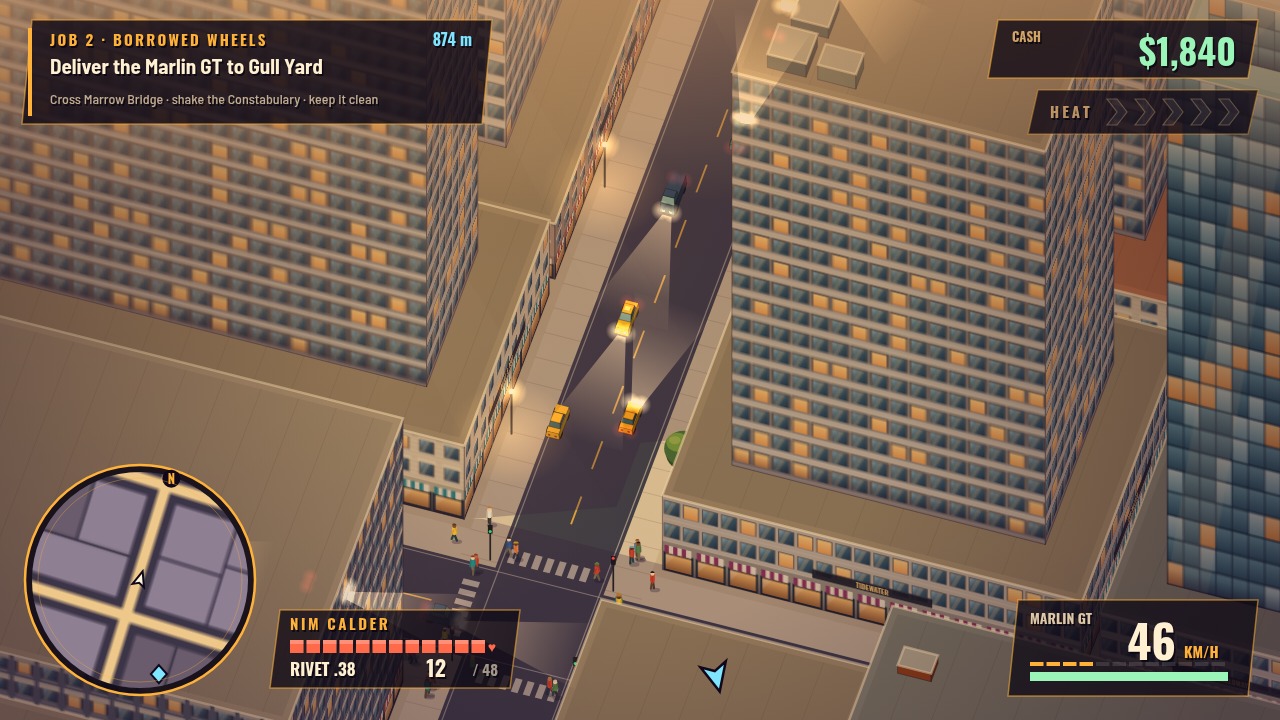 JOB 2 · BORROWED WHEELS
874 m
Deliver the Marlin GT to Gull Yard
Cross Marrow Bridge · shake the Constabulary · keep it clean
CASH
$1,840
HEAT
N
TIDEWATER
NIM CALDER
RIVET .38
12
/ 48
MARLIN GT
46 KM/H